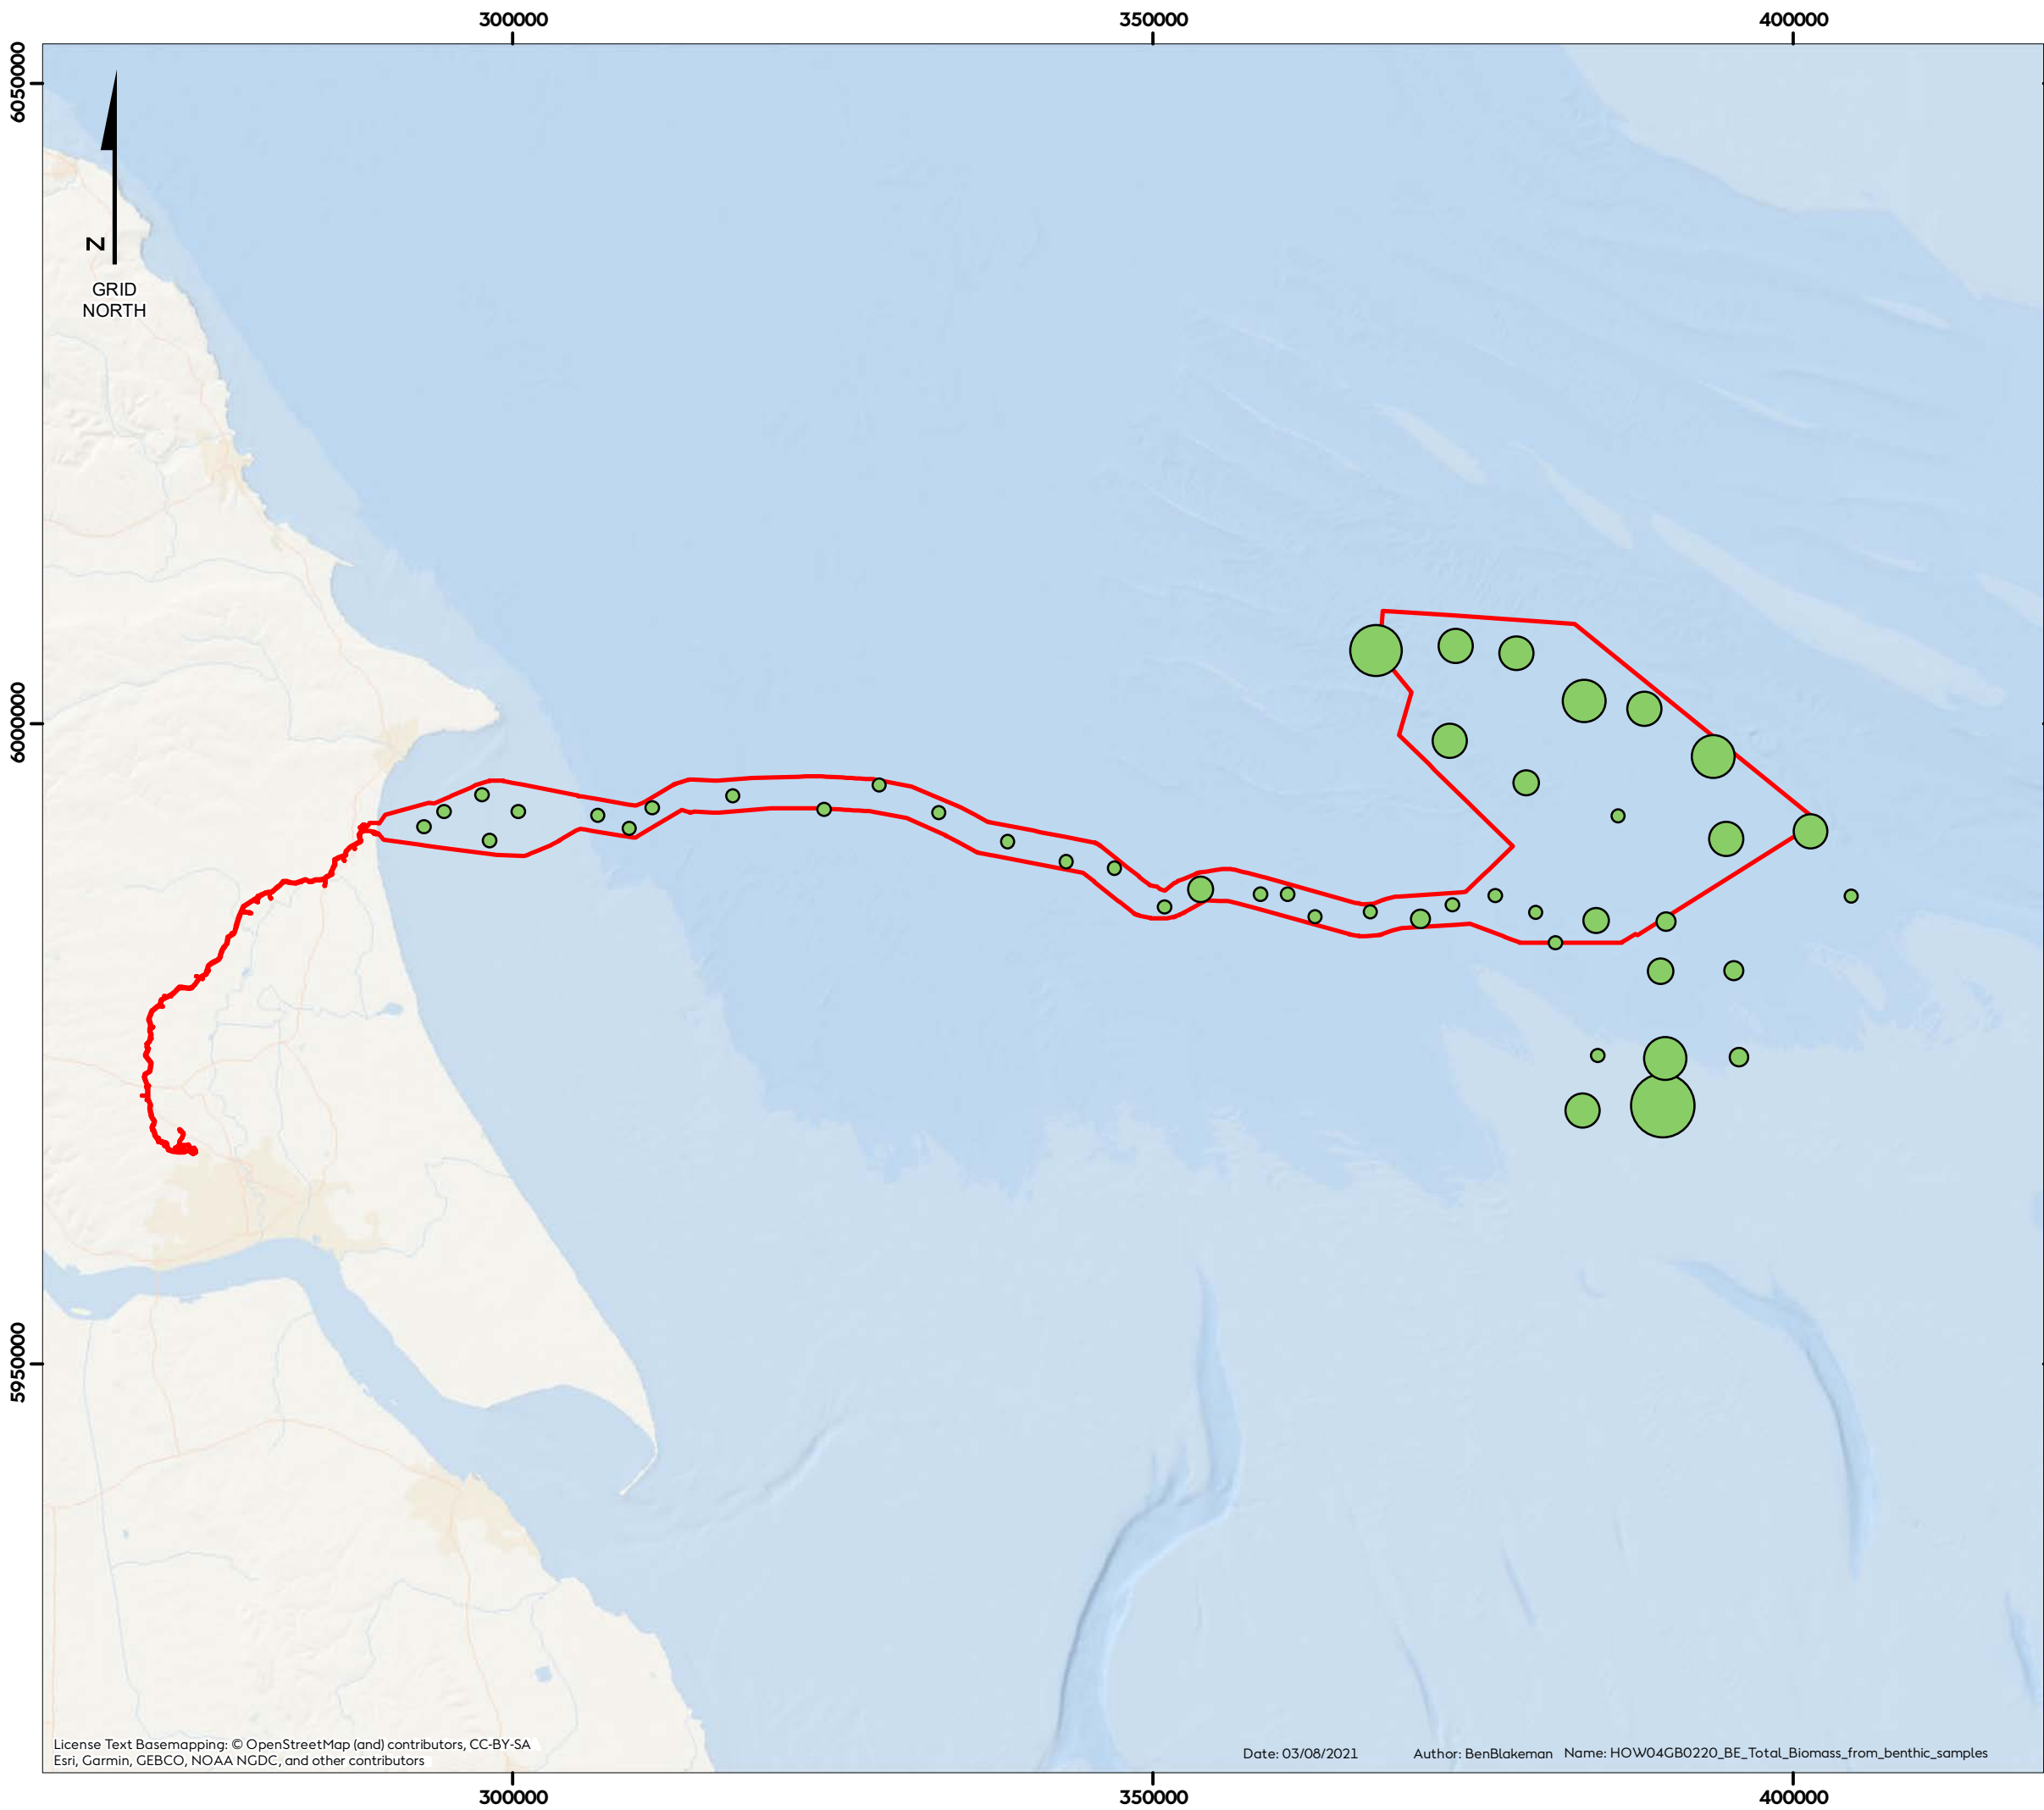 300000 350000 400000
6050000
N
GRID
NORTH
6000000
5950000
License Text Basemapping: © OpenStreetMap (and) contributors, CC-BY-SA
Esri, Garmin, GEBCO, NOAA NGDC, and other contributors
Date: 03/08/2021 Author: BenBlakeman Name: HOW04GB0220_BE_Total_Biomass_from_benthic_samples
300000 350000 400000